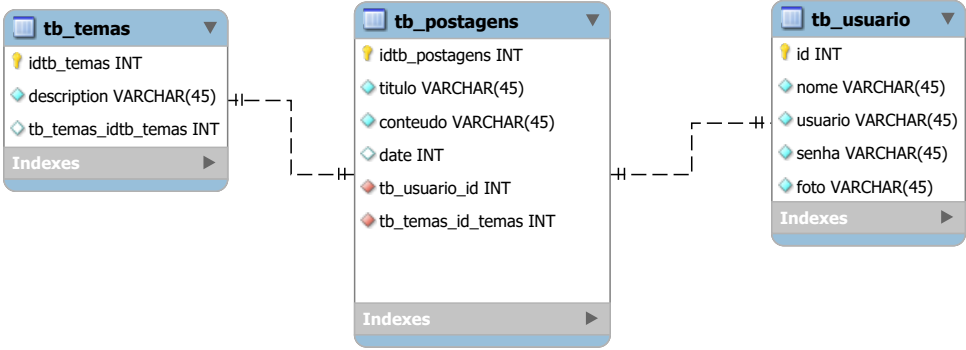 tb_temas
idtb_temas INT
description VARCHAR(45)
tb_temas_idtb_temas INT
Indexes
tb_postagens
idtb_postagens INT
titulo VARCHAR(45)
conteudo VARCHAR(45)
date INT
tb_usuario_id INT
tb_temas_id_temas INT
Indexes
tb_usuario
id INT
nome VARCHAR(45)
usuario VARCHAR(45)
senha VARCHAR(45)
foto VARCHAR(45)
Indexes